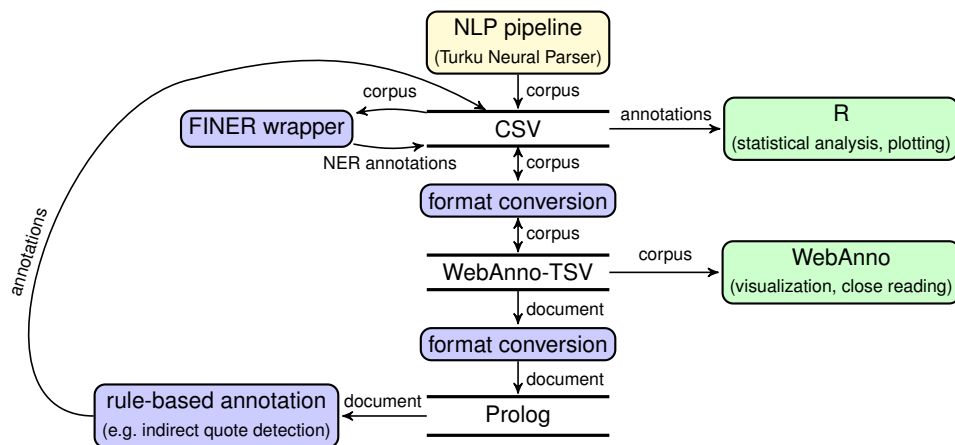 NLP pipeline
(Turku Neural Parser)
corpus
corpus
FINER wrapper
NER annotations
CSV
annotations
R
(statistical analysis, plotting)
corpus
format conversion
corpus
annotations
WebAnno-TSV
corpus
WebAnno
(visualization, close reading)
document
format conversion
document
rule-based annotation
(e.g. indirect quote detection)
document
Prolog